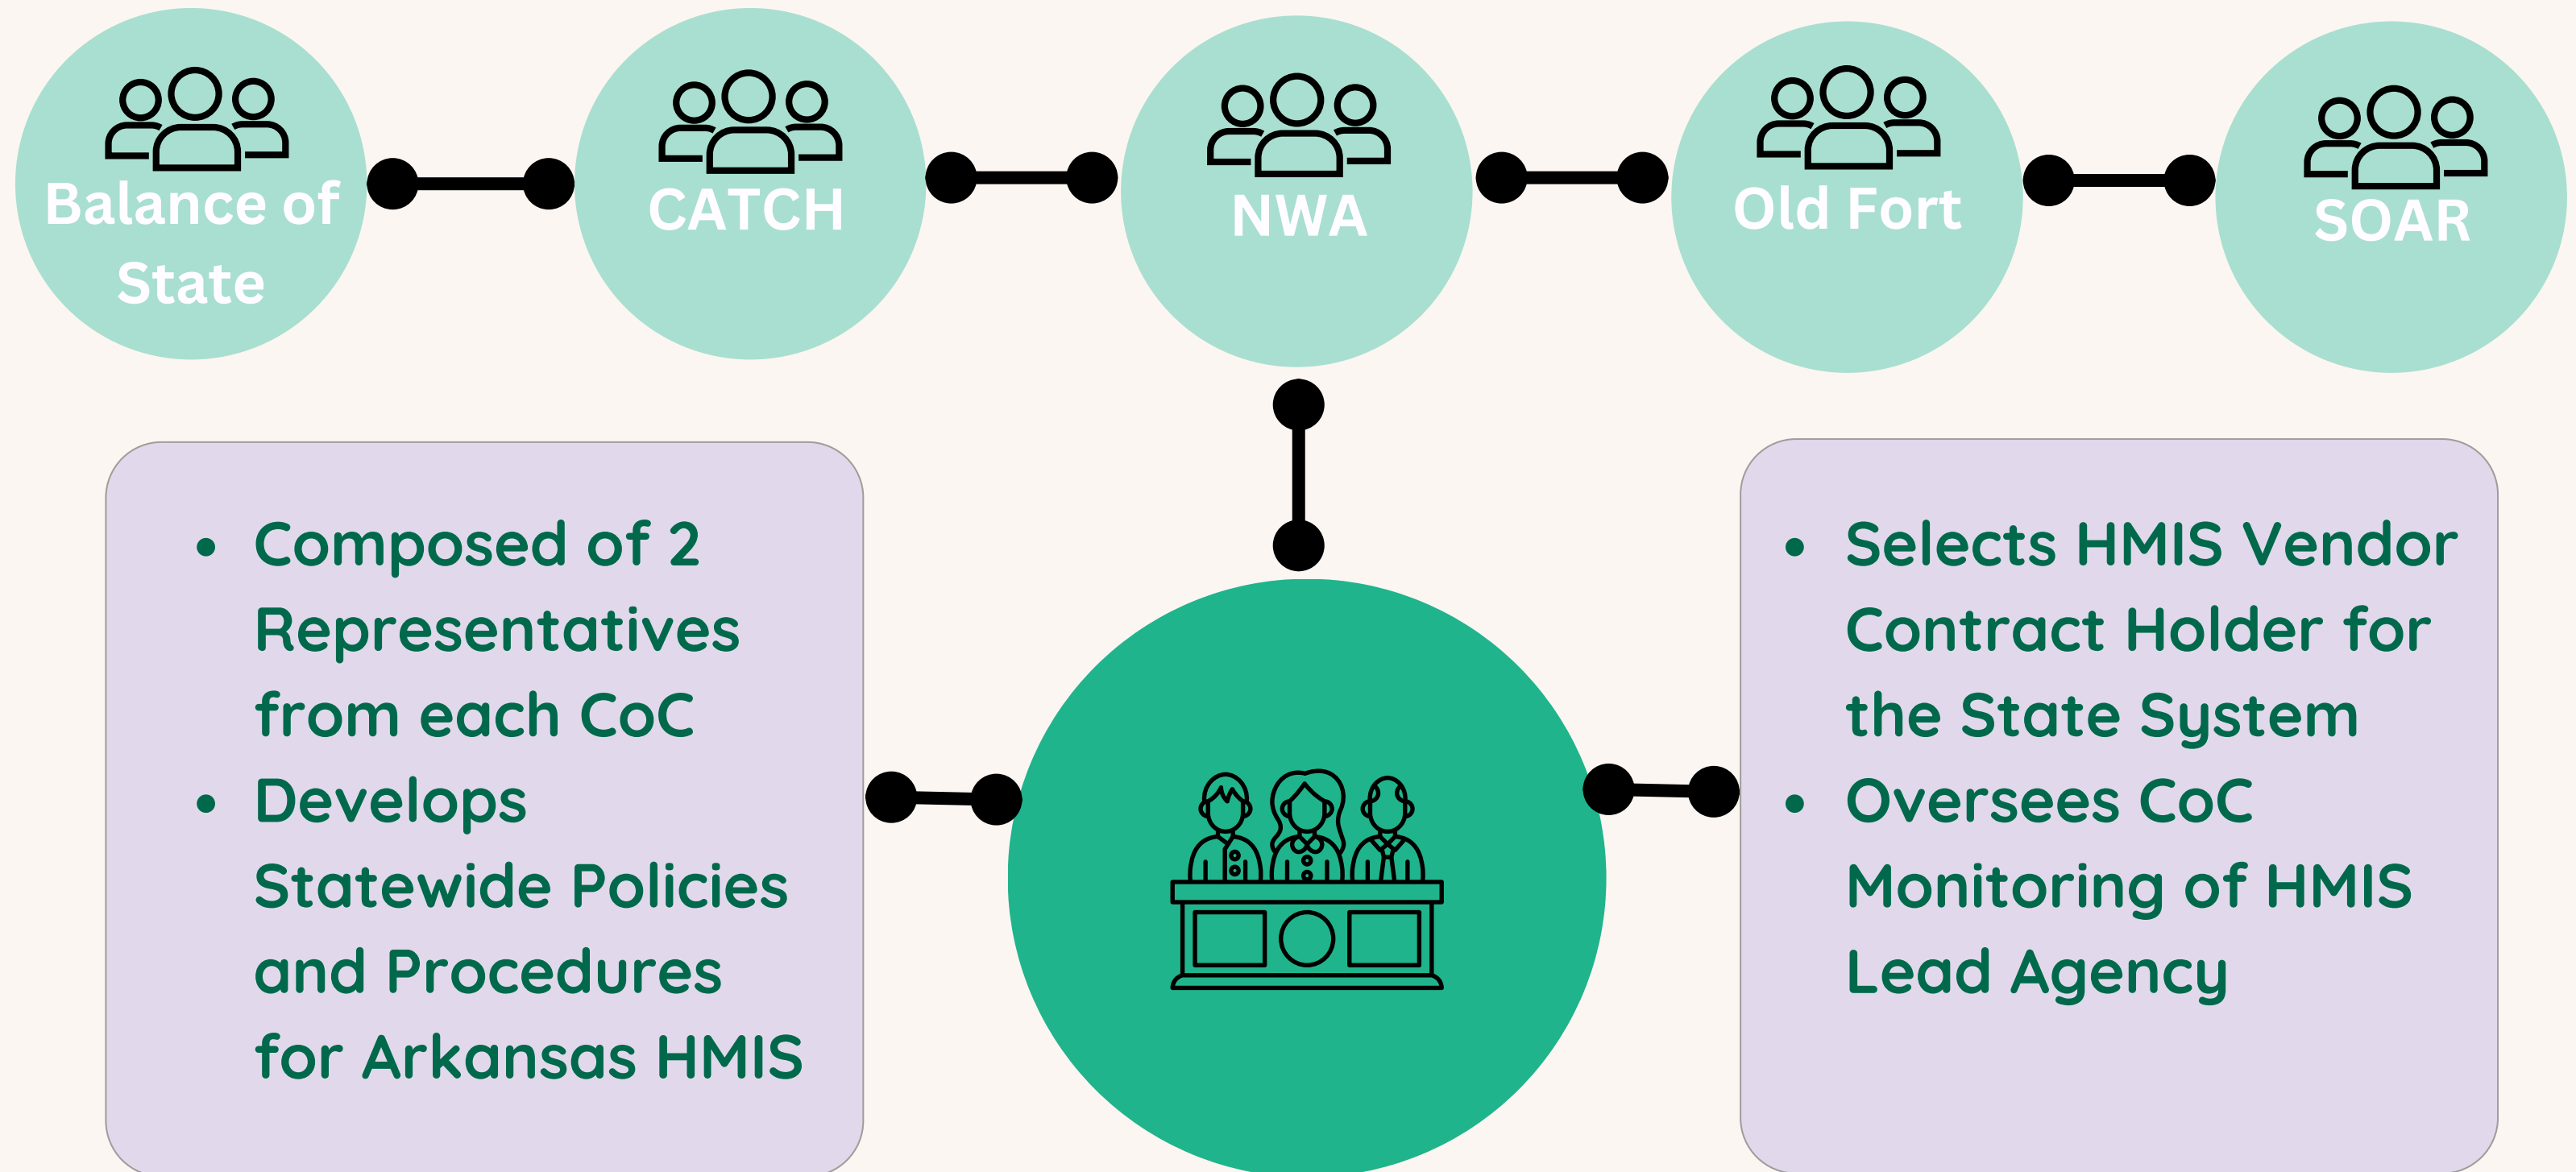 Balance of
State
CATCH
NWA
Old Fort
SOAR
• Composed of 2
Representatives
from each CoC
• Develops
Statewide Policies
and Procedures
for Arkansas HMIS
• Selects HMIS Vendor
Contract Holder for
the State System
• Oversees CoC
Monitoring of HMIS
Lead Agency